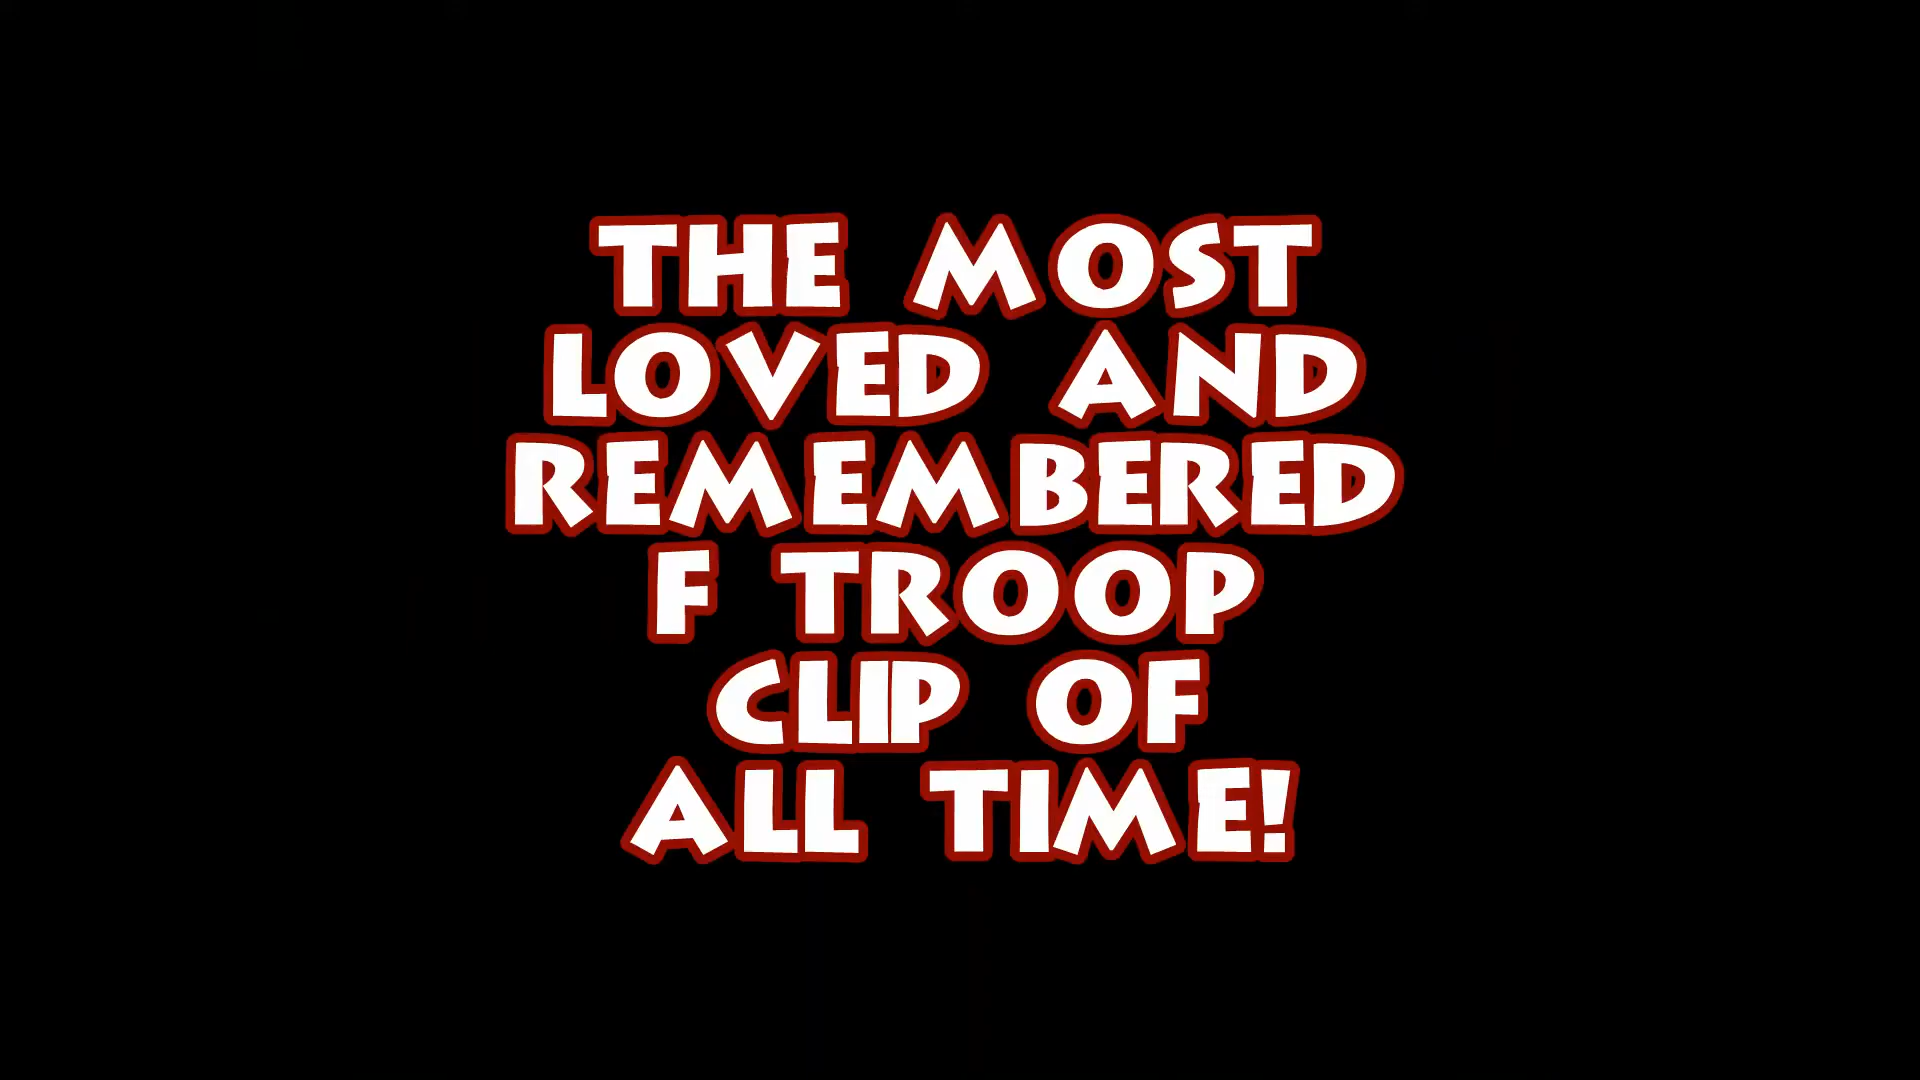 THE MOST
LOVED AND
REMEMBERED
F TROOP
CLIP OF
ALL TIME!